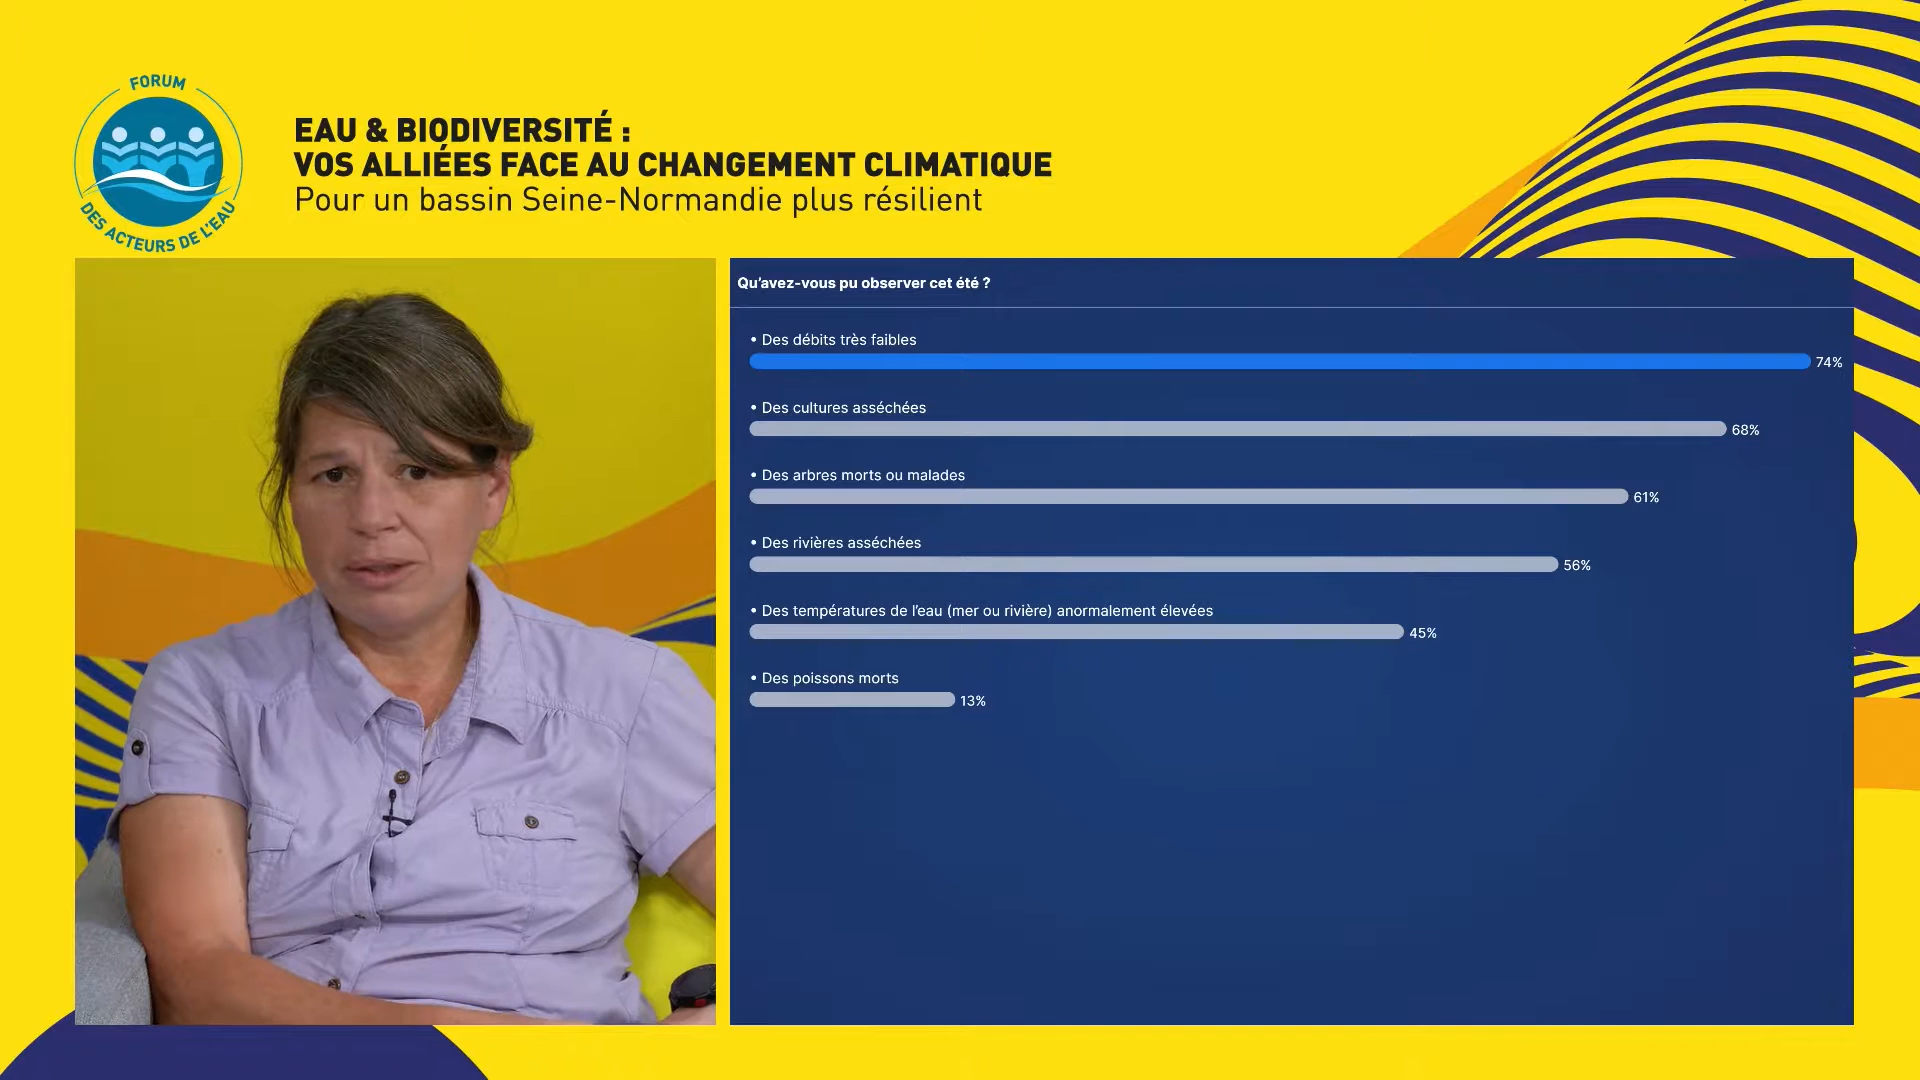 FORUM
DES ACTEURS DE L'EAU
EAU & BIODIVERSITÉ :
VOS ALLIÉES FACE AU CHANGEMENT CLIMATIQUE
Pour un bassin Seine-Normandie plus résilient
Qu'avez-vous pu observer cet été ?
• Des débits très faibles
74%
• Des cultures asséchées
68%
• Des arbres morts ou malades
61%
• Des rivières asséchées
56%
• Des températures de l'eau (mer ou rivière) anormalement élevées
45%
• Des poissons morts
13%